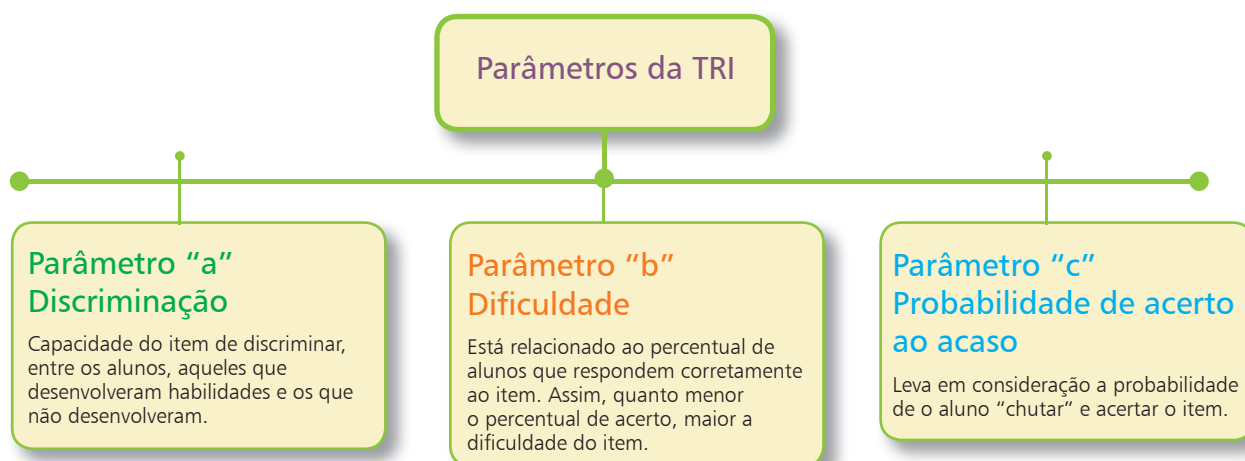 Parâmetros da TRI
Parâmetro “a”
Discriminação
Capacidade do item de discriminar,
entre os alunos, aqueles que
desenvolveram habilidades e os que
não desenvolveram.
Parâmetro “b”
Dificuldade
Está relacionado ao percentual de
alunos que respondem corretamente
ao item. Assim, quanto menor
o percentual de acerto, maior a
dificuldade do item.
Parâmetro “c”
Probabilidade de acerto
ao acaso
Leva em consideração a probabilidade
de o aluno “chutar” e acertar o item.